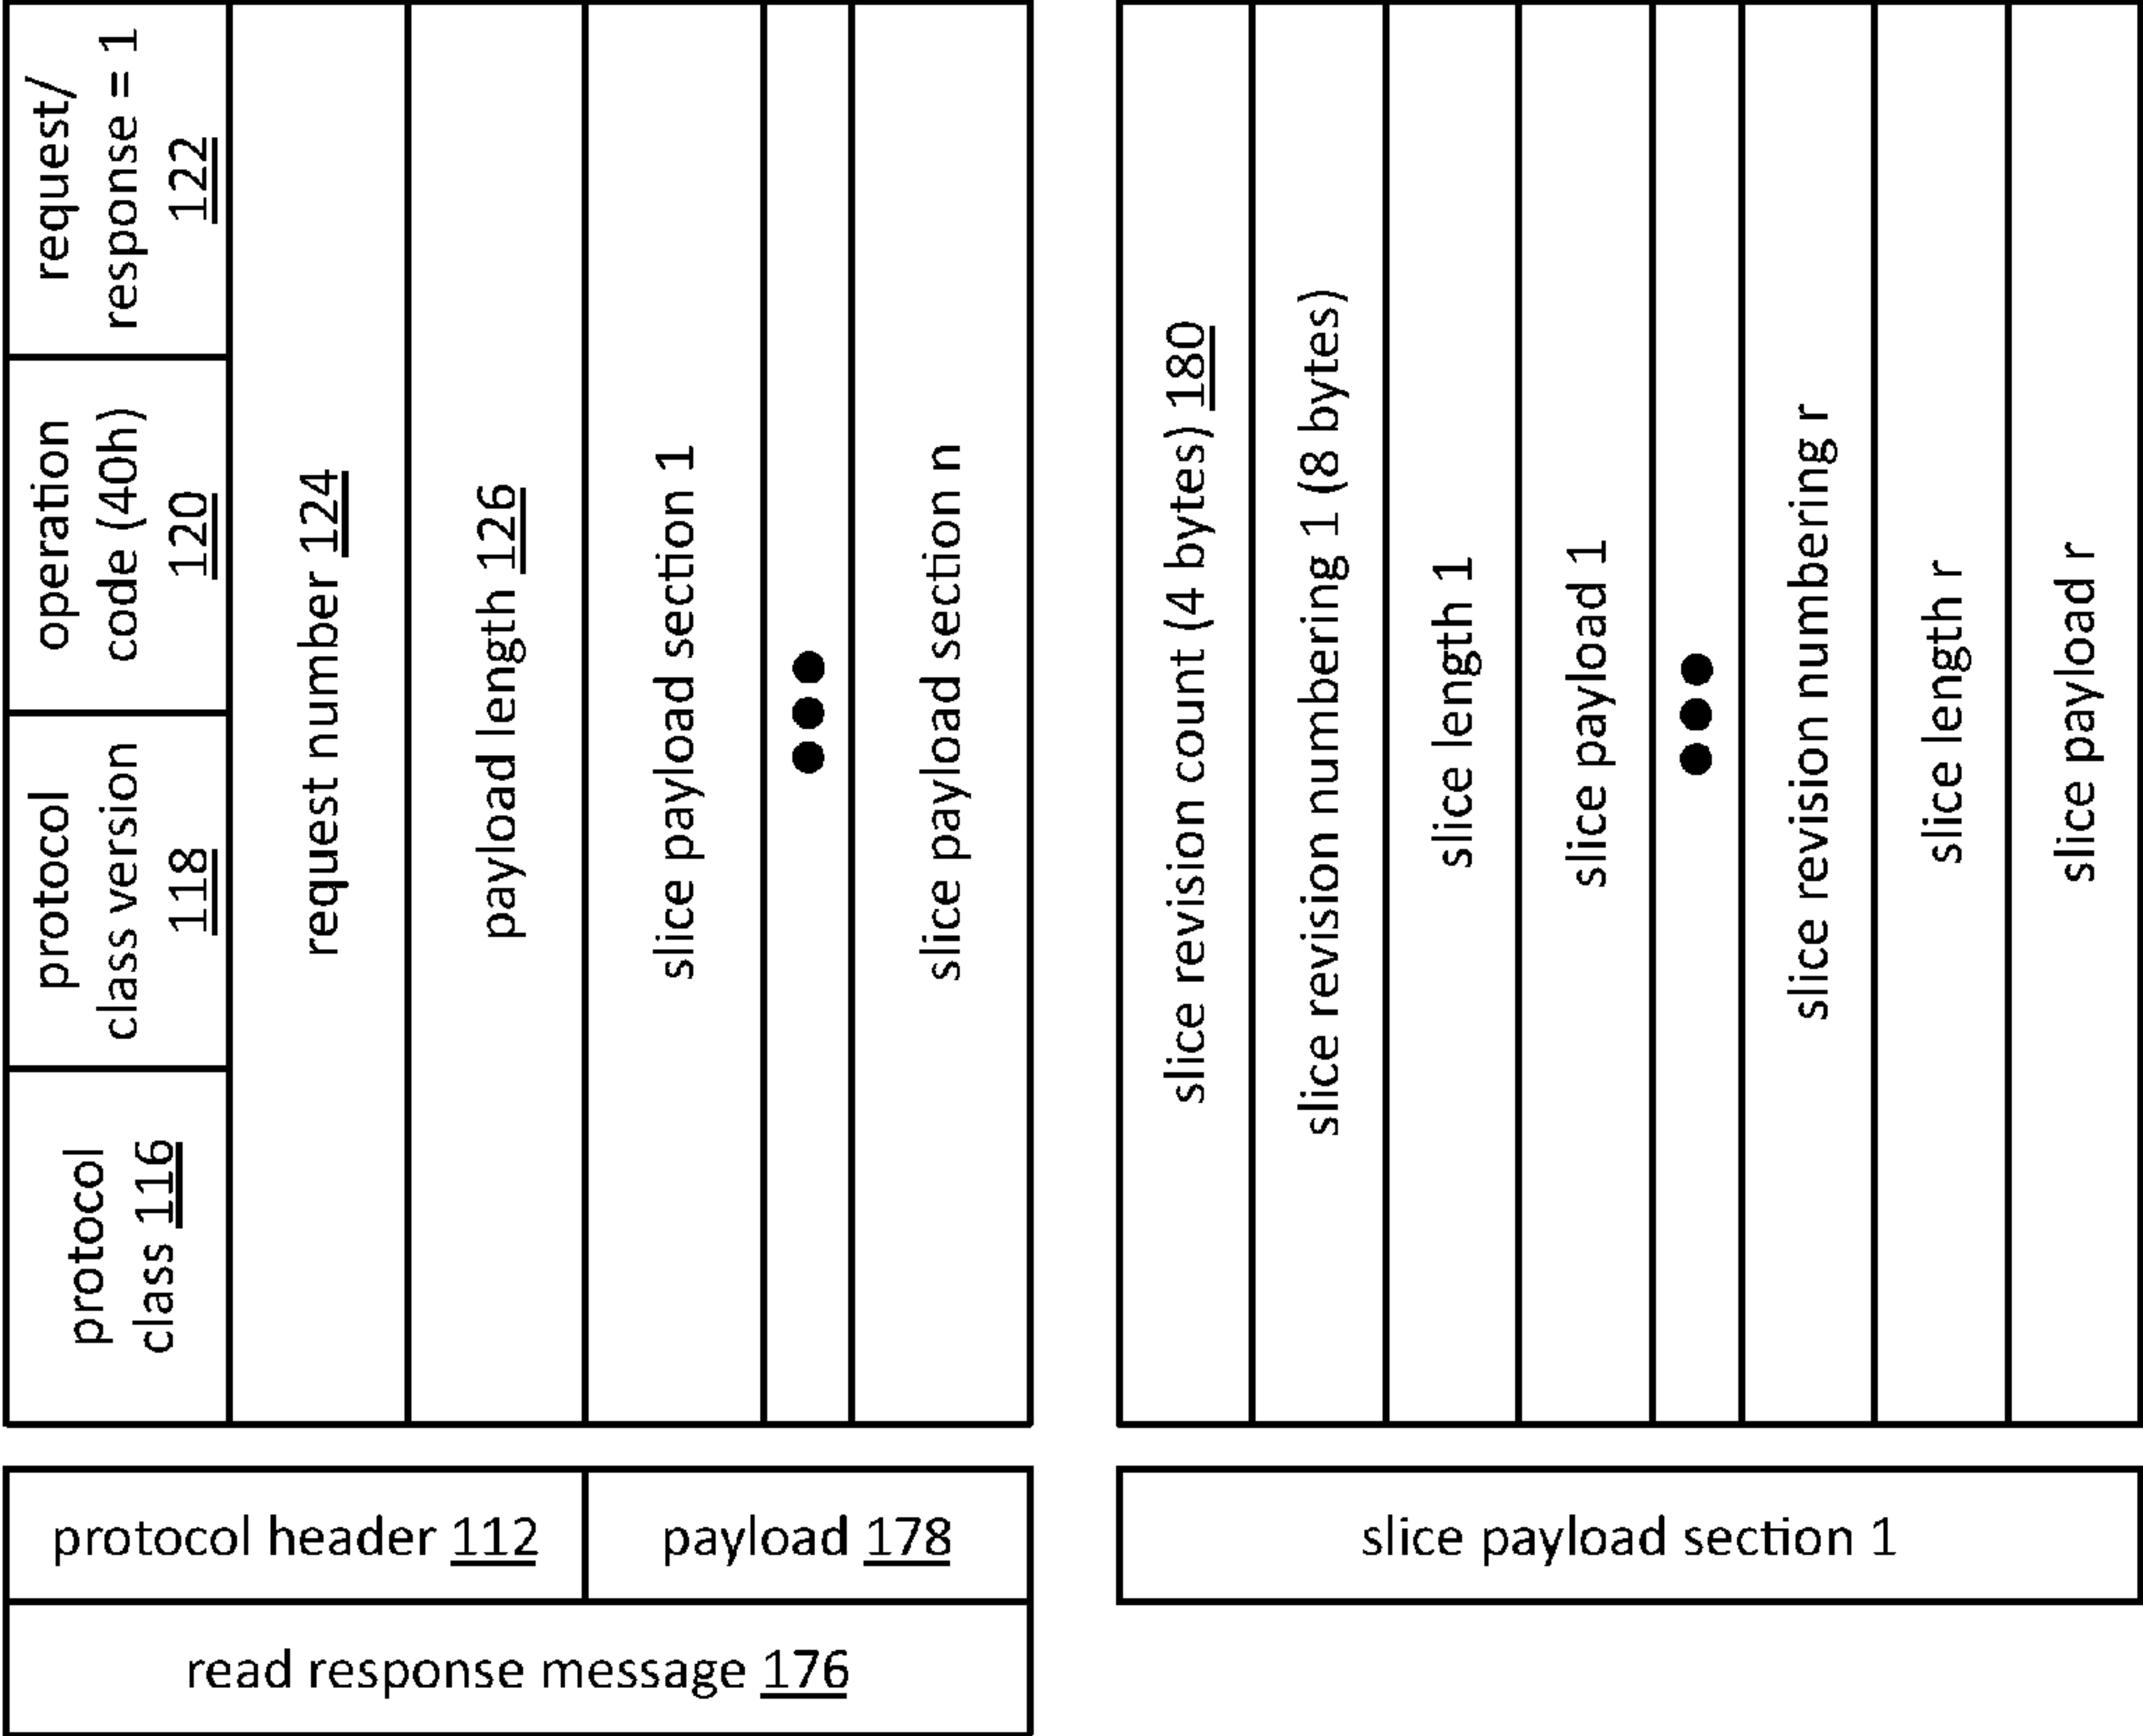 protocol
class 116
protocol
class version
118
operation
code (40h)
120
request/
response = 1
122
request number 124
payload length 126
slice payload section 1
slice payload section n
protocol header 112
payload 178
read response message 176
slice revision count (4 bytes) 180
slice revision numbering 1 (8 bytes)
slice length 1
slice payload 1
slice revision numbering r
slice length r
slice payload r
slice payload section 1